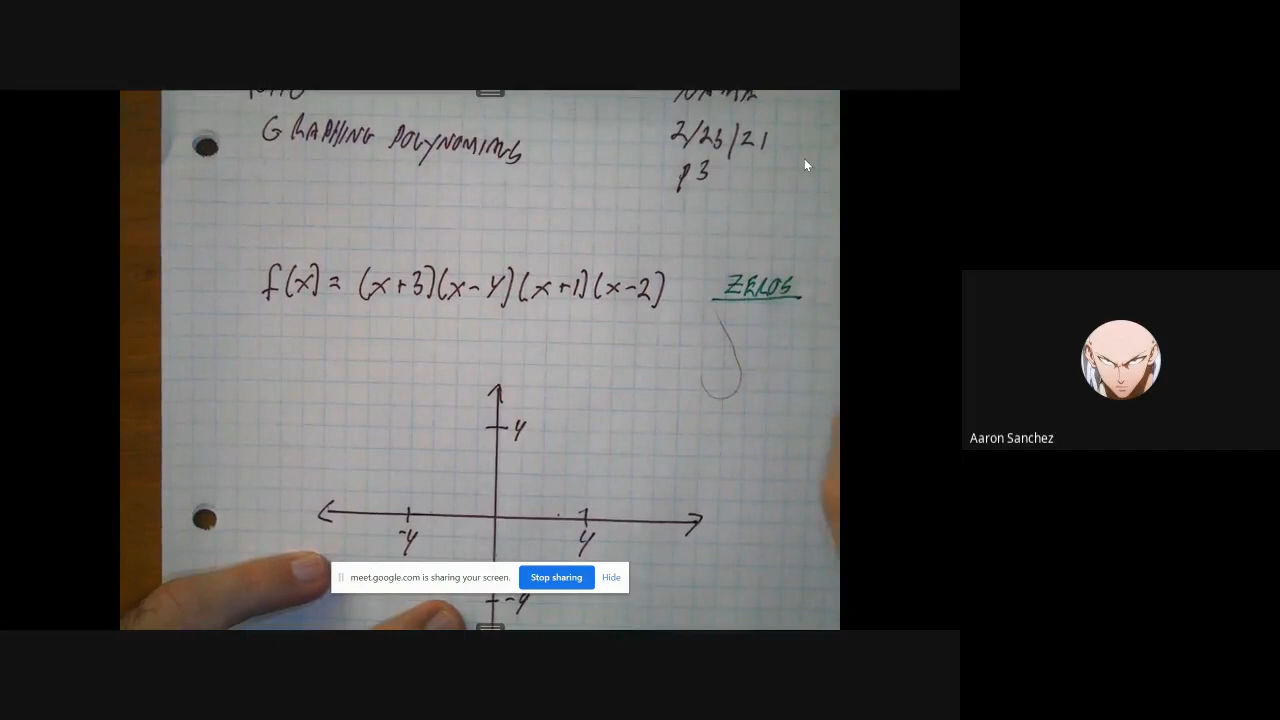 GRAPHING POLYNOMIALS
2/23/21
p3
f(x) = (x+3)(x-4)(x+1)(x-2)
ZEROS
4
-4
4
meet.google.com is sharing your screen.
Stop sharing
Hide
-4
Aaron Sanchez